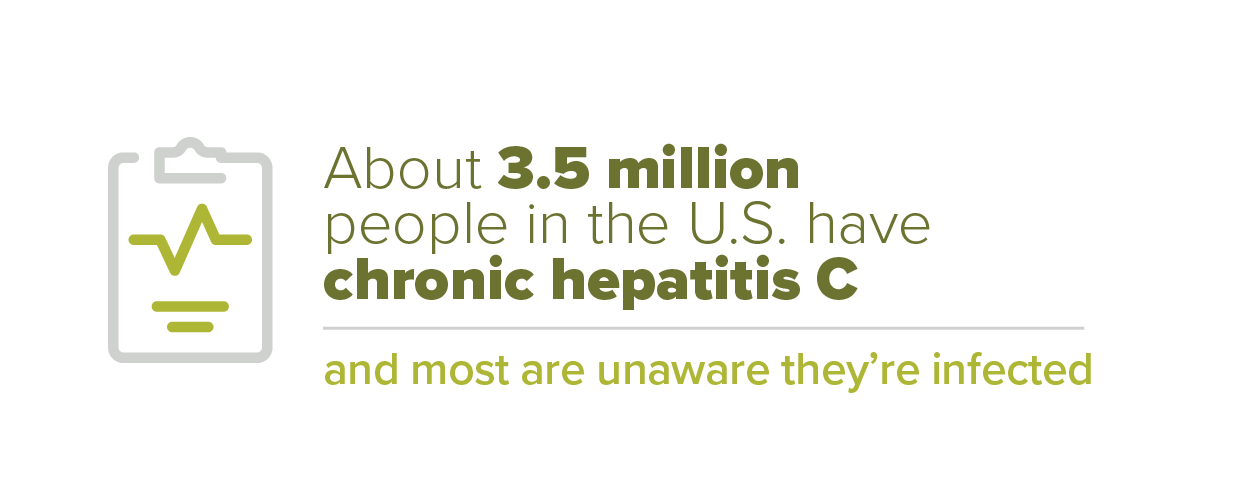 About 3.5 million
people in the U.S. have
chronic hepatitis C
and most are unaware they’re infected